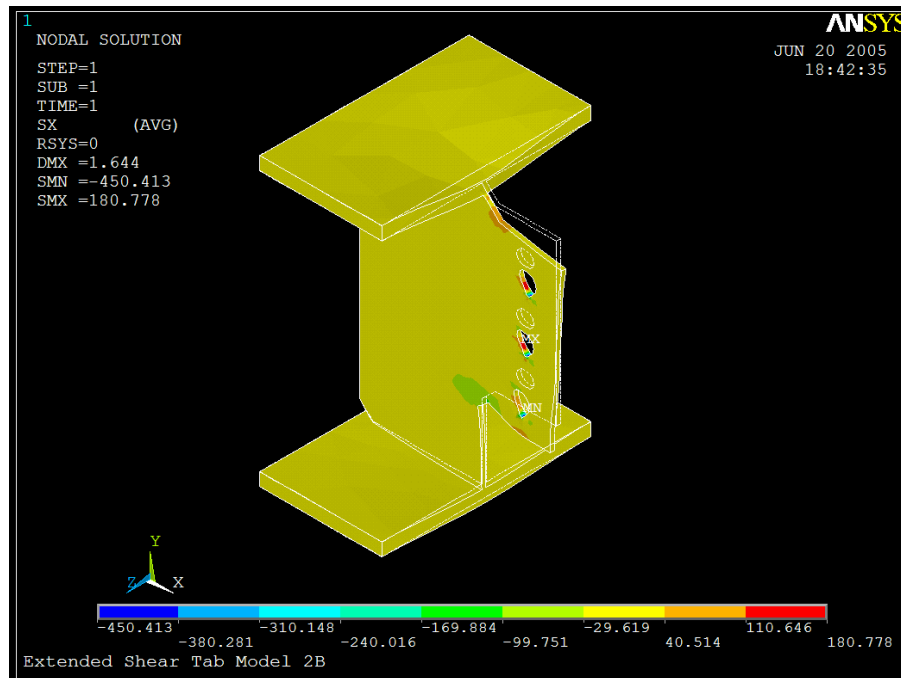 1
ANSYS
NODAL SOLUTION
JUN 20 2005
18:42:35
STEP=1
SUB =1
TIME=1
SX (AVG)
RSYS=0
DMX =1.644
SMN =-450.413
SMX =180.778
MX
MN
Y
Z X
-450.413 -310.148 -169.884 -29.619 110.646
-380.281 -240.016 -99.751 40.514 180.778
Extended Shear Tab Model 2B